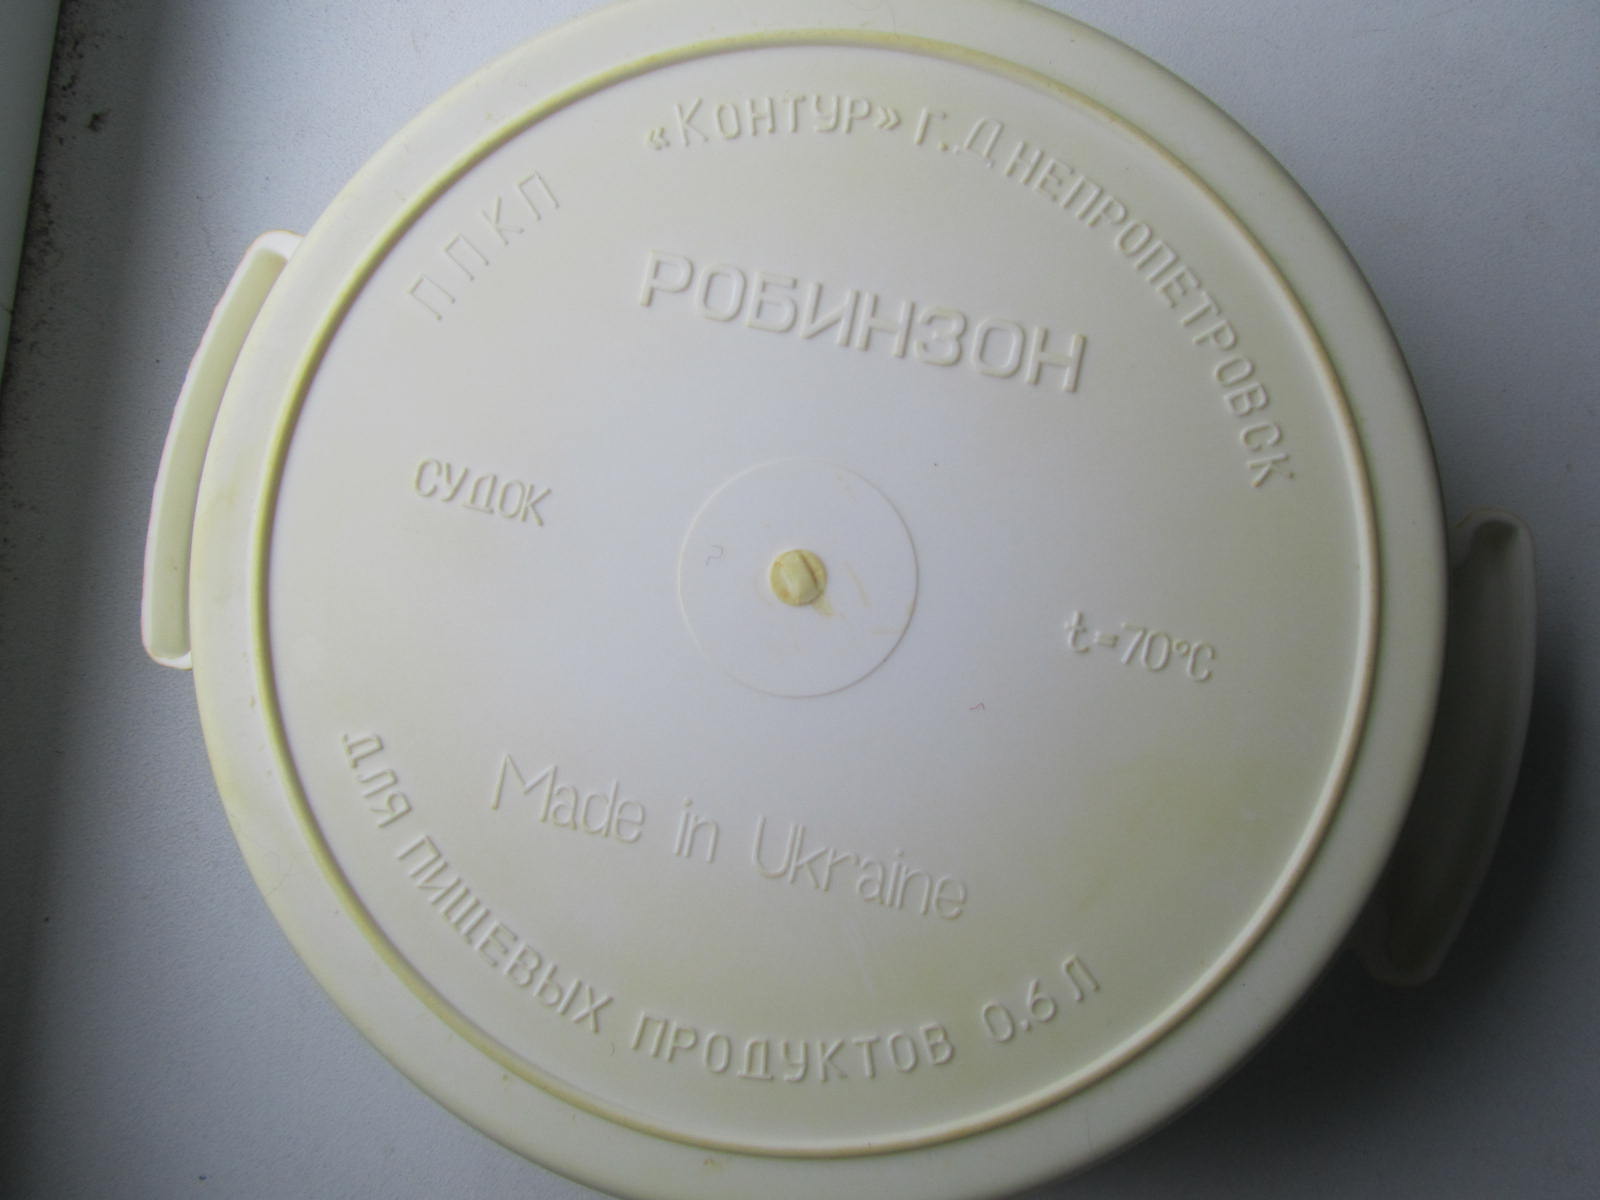 ППКП «КОНТУР» Г. ДНЕПРОПЕТРОВСК
РОБИНЗОН
СУДОК
t=70°C
Made in Ukraine
ДЛЯ ПИЩЕВЫХ ПРОДУКТОВ 0.6 Л